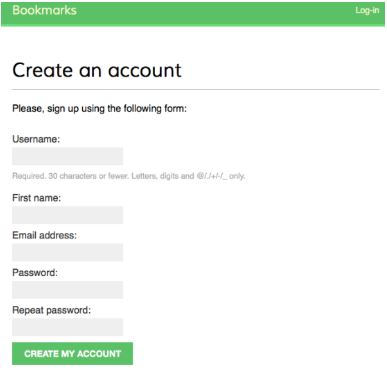 Bookmarks Log-in
Create an account
Please, sign up using the following form:
Username:
Required. 30 characters or fewer. Letters, digits and @/./+/-/_ only.
First name:
Email address:
Password:
Repeat password:
CREATE MY ACCOUNT